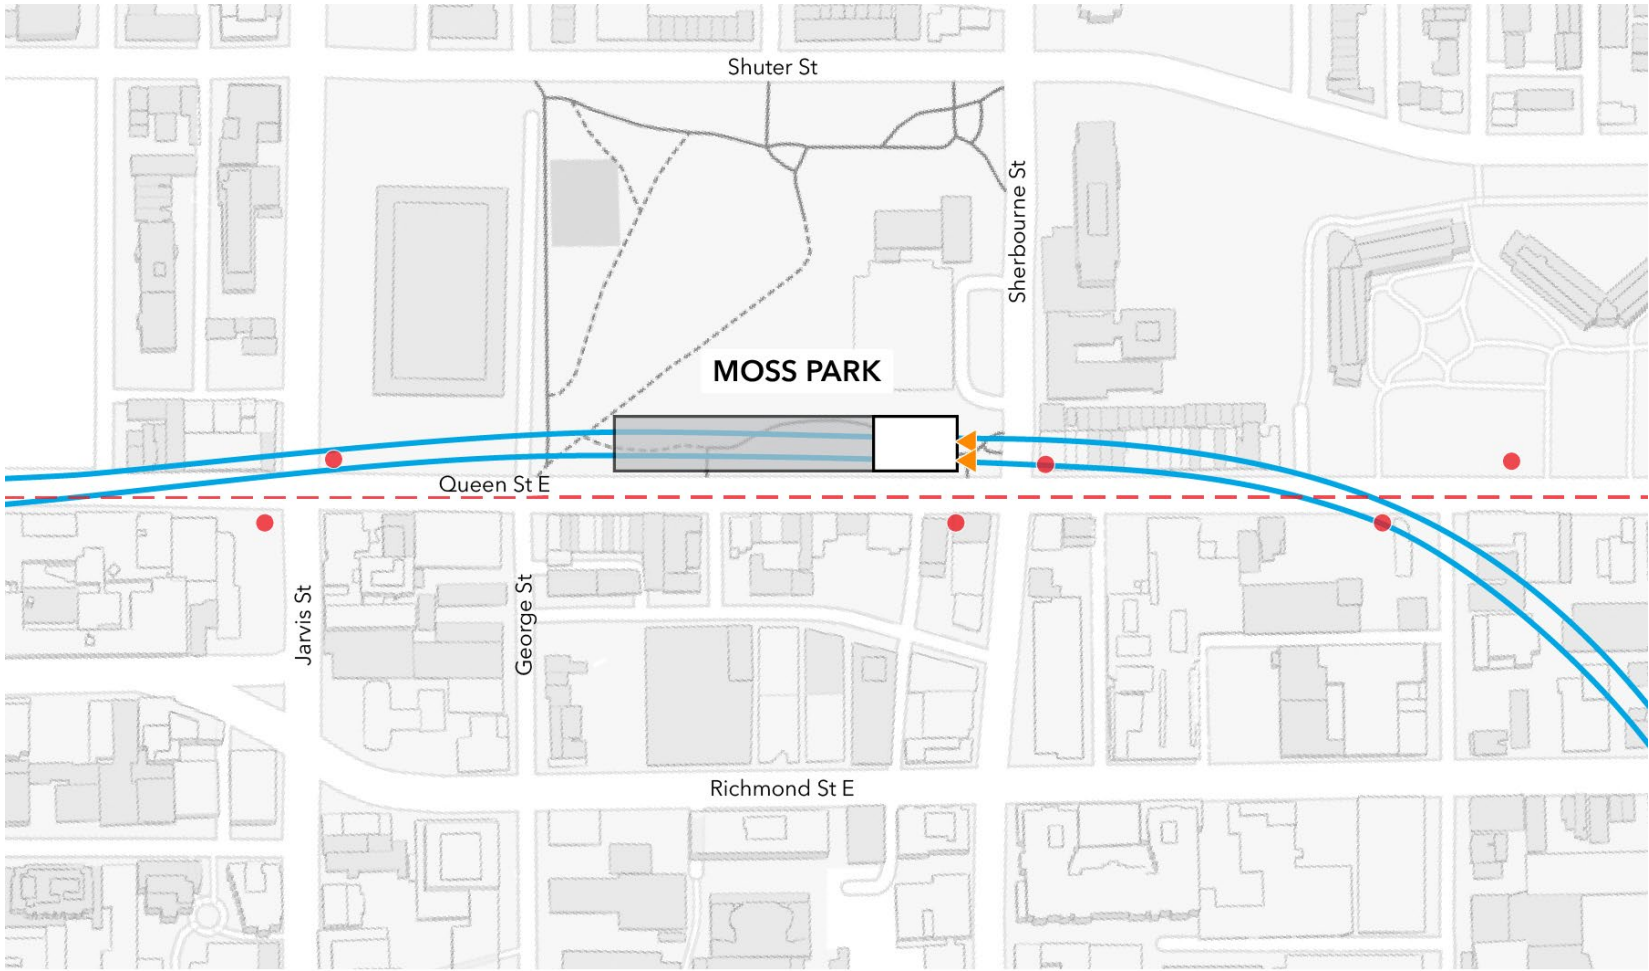 Shuter St
Sherbourne St
MOSS PARK
Queen St E
Jarvis St
George St
Richmond St E